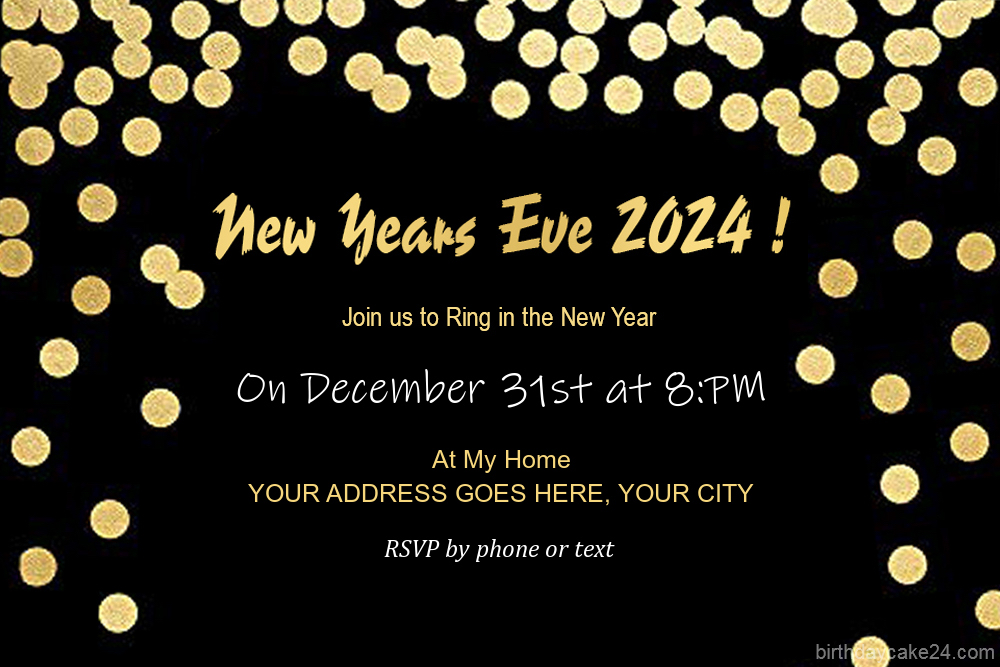 New Years Eve 2024 !
Join us to Ring in the New Year
On December 31st at 8:PM
At My Home
YOUR ADDRESS GOES HERE, YOUR CITY
RSVP by phone or text
birthdaycake24.com